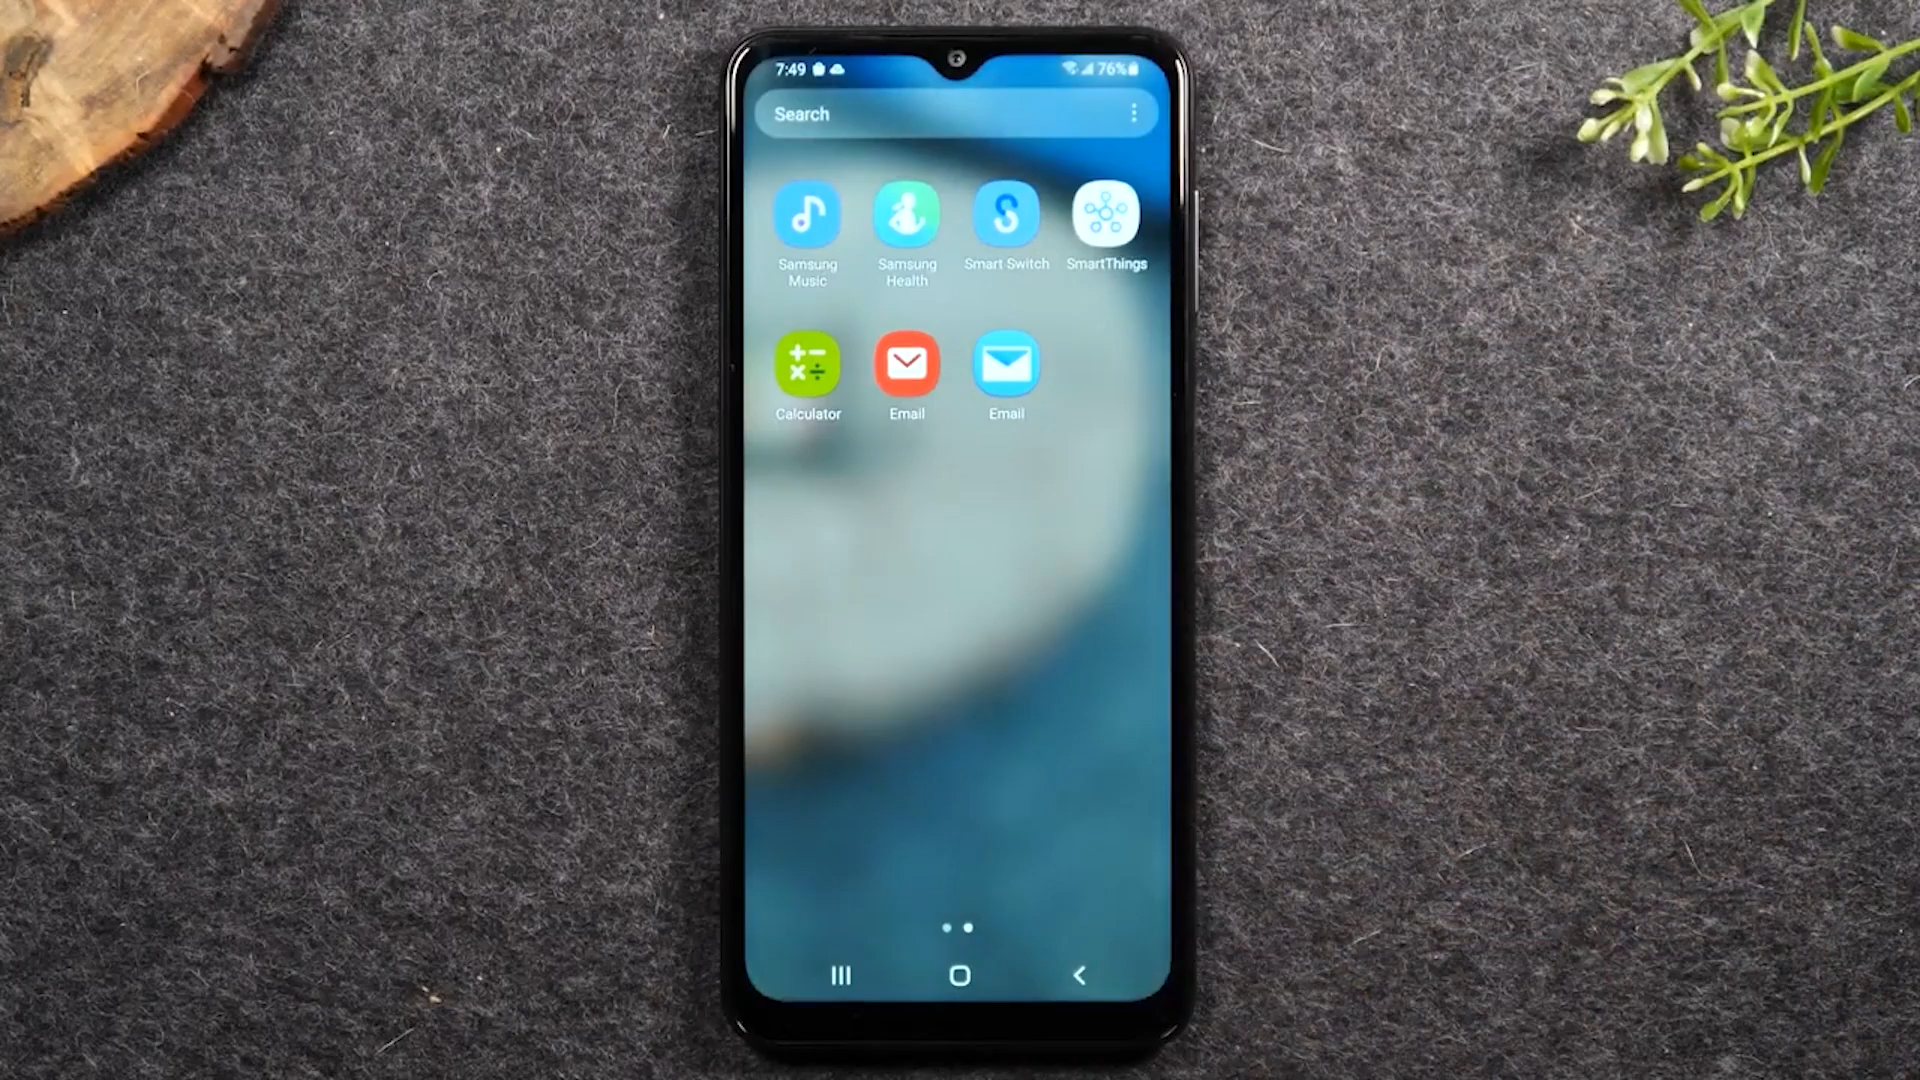 7:49 76%
Search
Samsung Music
Samsung Health
Smart Switch
SmartThings
Calculator
Email
Email